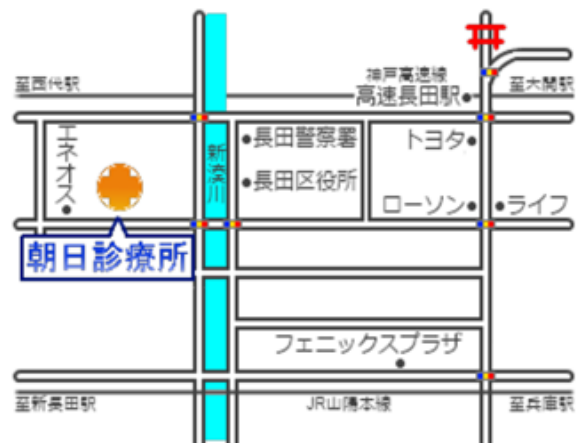 神戸高速線
至西代駅
高速長田駅
至大開駅
エネオス
新湊川
長田警察署
トヨタ
長田区役所
ローソン
ライフ
朝日診療所
フェニックスプラザ
至新長田駅
JR山陽本線
至兵庫駅